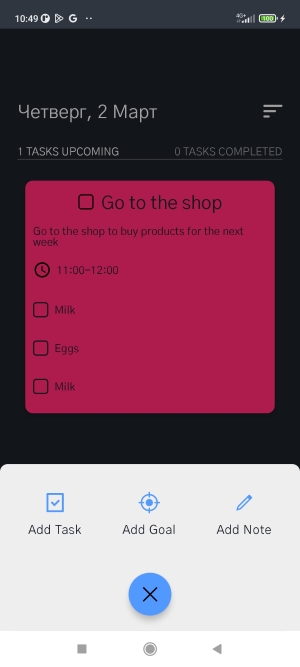 10:49 4G+ 100
Четверг, 2 Март
1 TASKS UPCOMING 0 TASKS COMPLETED
Go to the shop
Go to the shop to buy products for the next
week
11:00-12:00
Milk
Eggs
Milk
Add Task Add Goal Add Note